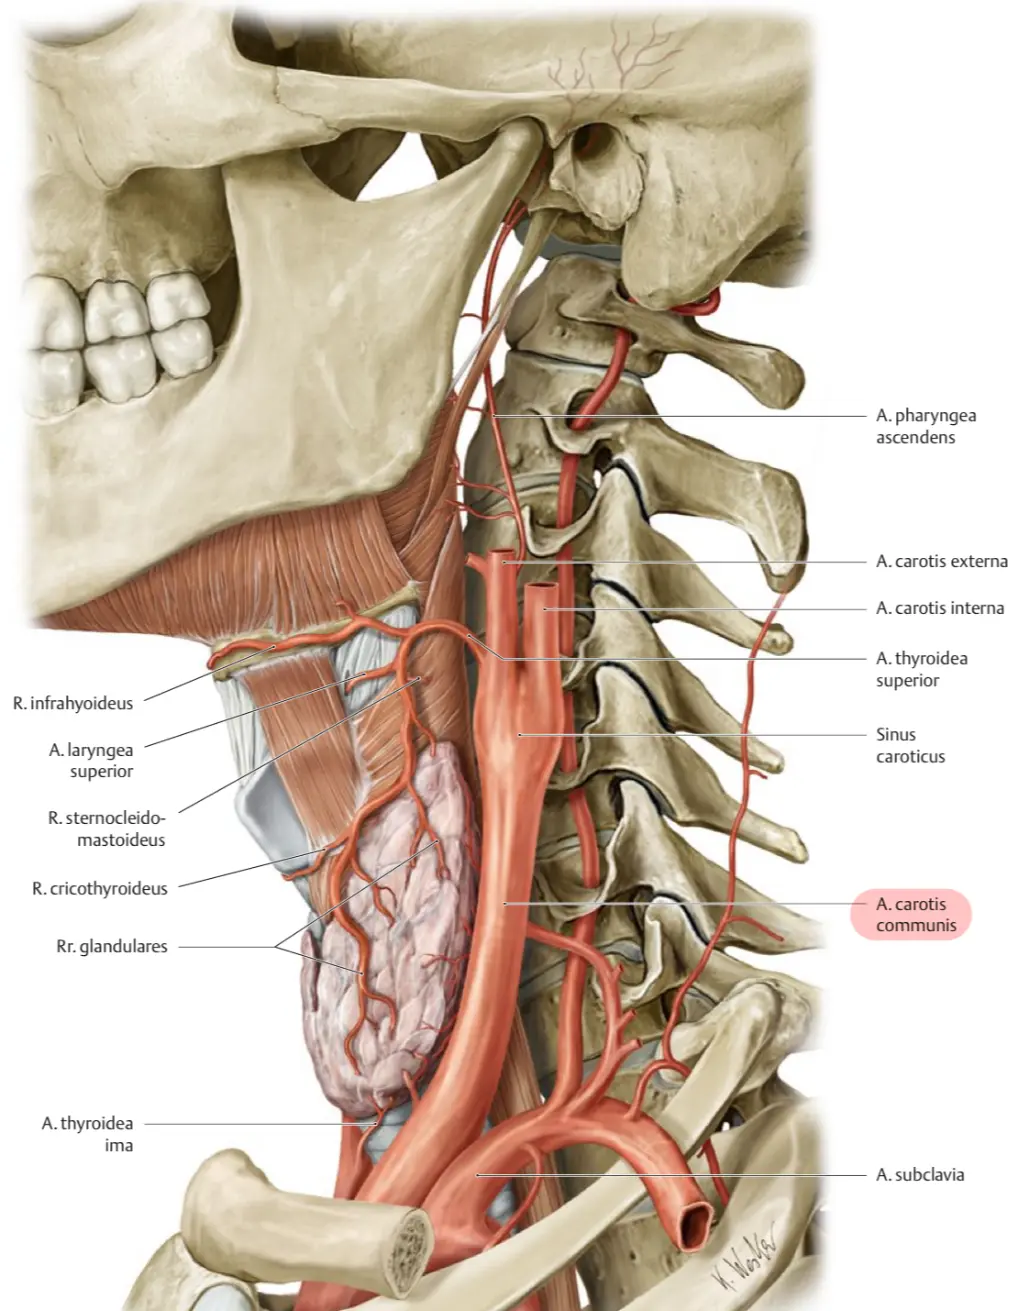 A. pharyngea
ascendens
A. carotis externa
A. carotis interna
A. thyroidea
superior
Sinus
caroticus
A. carotis
communis
A. subclavia
R. infrahyoideus
A. laryngea
superior
R. sternocleido-
mastoideus
R. cricothyroideus
Rr. glandulares
A. thyroidea
ima
K. Wesker